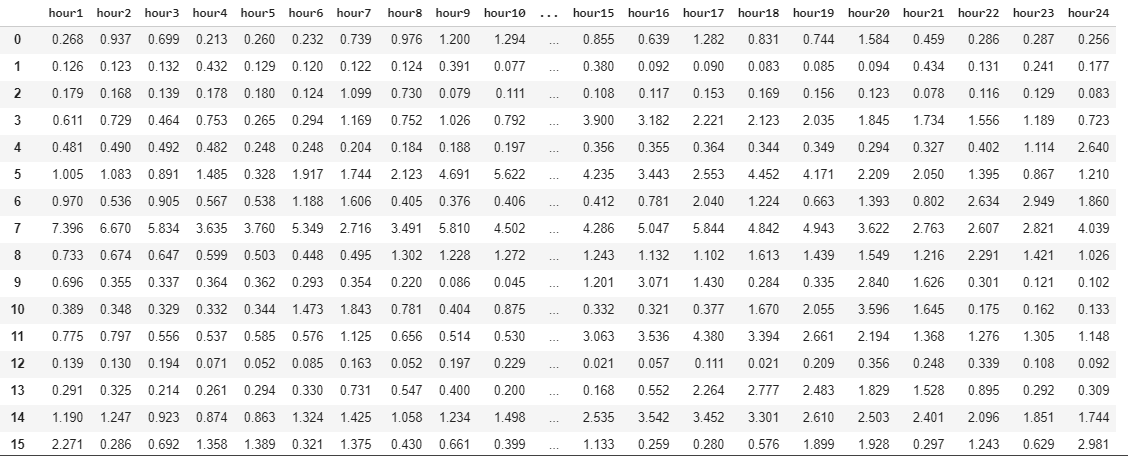 hour1 hour2 hour3 hour4 hour5 hour6 hour7 hour8 hour9 hour10 ... hour15 hour16 hour17 hour18 hour19 hour20 hour21 hour22 hour23 hour24
0 0.268 0.937 0.699 0.213 0.260 0.232 0.739 0.976 1.200 1.294 ... 0.855 0.639 1.282 0.831 0.744 1.584 0.459 0.286 0.287 0.256
1 0.126 0.123 0.132 0.432 0.129 0.120 0.122 0.124 0.391 0.077 ... 0.380 0.092 0.090 0.083 0.085 0.094 0.434 0.131 0.241 0.177
2 0.179 0.168 0.139 0.178 0.180 0.124 1.099 0.730 0.079 0.111 ... 0.108 0.117 0.153 0.169 0.156 0.123 0.078 0.116 0.129 0.083
3 0.611 0.729 0.464 0.753 0.265 0.294 1.169 0.752 1.026 0.792 ... 3.900 3.182 2.221 2.123 2.035 1.845 1.734 1.556 1.189 0.723
4 0.481 0.490 0.492 0.482 0.248 0.248 0.204 0.184 0.188 0.197 ... 0.356 0.355 0.364 0.344 0.349 0.294 0.327 0.402 1.114 2.640
5 1.005 1.083 0.891 1.485 0.328 1.917 1.744 2.123 4.691 5.622 ... 4.235 3.443 2.553 4.452 4.171 2.209 2.050 1.395 0.867 1.210
6 0.970 0.536 0.905 0.567 0.538 1.188 1.606 0.405 0.376 0.406 ... 0.412 0.781 2.040 1.224 0.663 1.393 0.802 2.634 2.949 1.860
7 7.396 6.670 5.834 3.635 3.760 5.349 2.716 3.491 5.810 4.502 ... 4.286 5.047 5.844 4.842 4.943 3.622 2.763 2.607 2.821 4.039
8 0.733 0.674 0.647 0.599 0.503 0.448 0.495 1.302 1.228 1.272 ... 1.243 1.132 1.102 1.613 1.439 1.549 1.216 2.291 1.421 1.026
9 0.696 0.355 0.337 0.364 0.362 0.293 0.354 0.220 0.086 0.045 ... 1.201 3.071 1.430 0.284 0.335 2.840 1.626 0.301 0.121 0.102
10 0.389 0.348 0.329 0.332 0.344 1.473 1.843 0.781 0.404 0.875 ... 0.332 0.321 0.377 1.670 2.055 3.596 1.645 0.175 0.162 0.133
11 0.775 0.797 0.556 0.537 0.585 0.576 1.125 0.656 0.514 0.530 ... 3.063 3.536 4.380 3.394 2.661 2.194 1.368 1.276 1.305 1.148
12 0.139 0.130 0.194 0.071 0.052 0.085 0.163 0.052 0.197 0.229 ... 0.021 0.057 0.111 0.021 0.209 0.356 0.248 0.339 0.108 0.092
13 0.291 0.325 0.214 0.261 0.294 0.330 0.731 0.547 0.400 0.200 ... 0.168 0.552 2.264 2.777 2.483 1.829 1.528 0.895 0.292 0.309
14 1.190 1.247 0.923 0.874 0.863 1.324 1.425 1.058 1.234 1.498 ... 2.535 3.542 3.452 3.301 2.610 2.503 2.401 2.096 1.851 1.744
15 2.271 0.286 0.692 1.358 1.389 0.321 1.375 0.430 0.661 0.399 ... 1.133 0.259 0.280 0.576 1.899 1.928 0.297 1.243 0.629 2.981